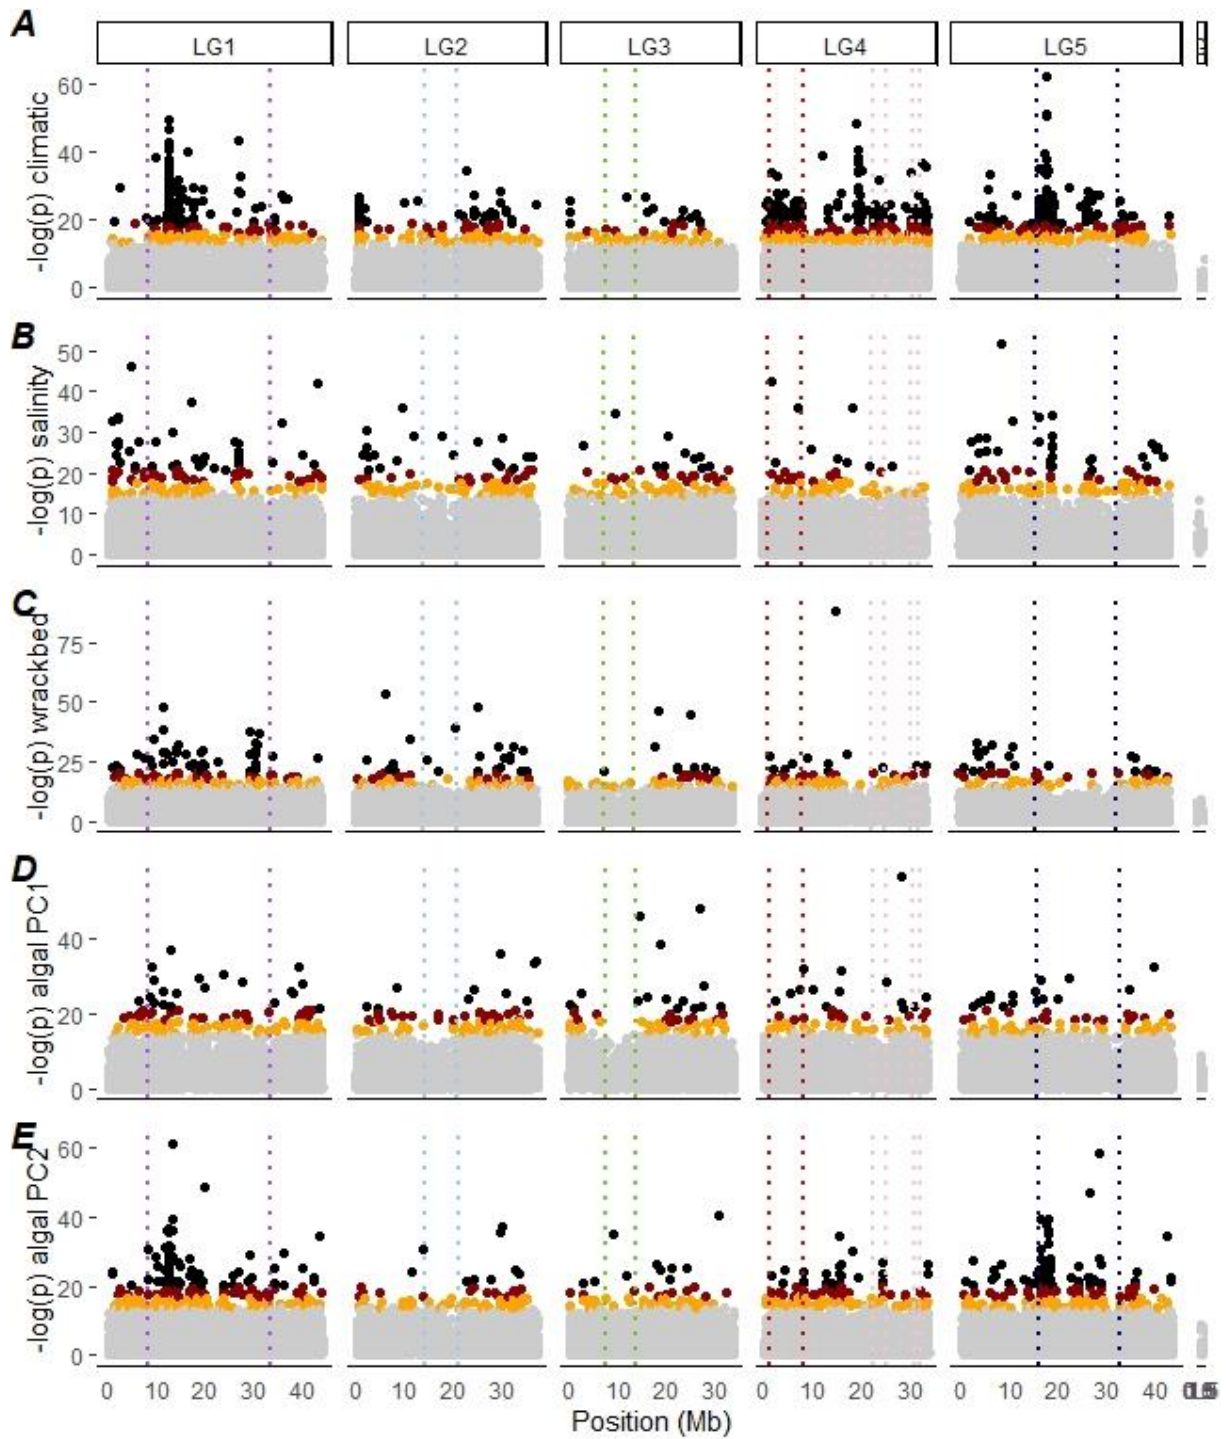 A
LG1 LG2 LG3 LG4 LG5
-log(p) climatic
60
40
20
0
B
-log(p) salinity
50
40
30
20
10
0
C
-log(p) wrackbed
75
50
25
0
D
-log(p) algal PC1
40
20
0
E
-log(p) algal PC2
60
40
20
0
0 10 20 30 40 0 10 20 30 0 10 20 30 0 10 20 30 0 10 20 30 40
Position (Mb)